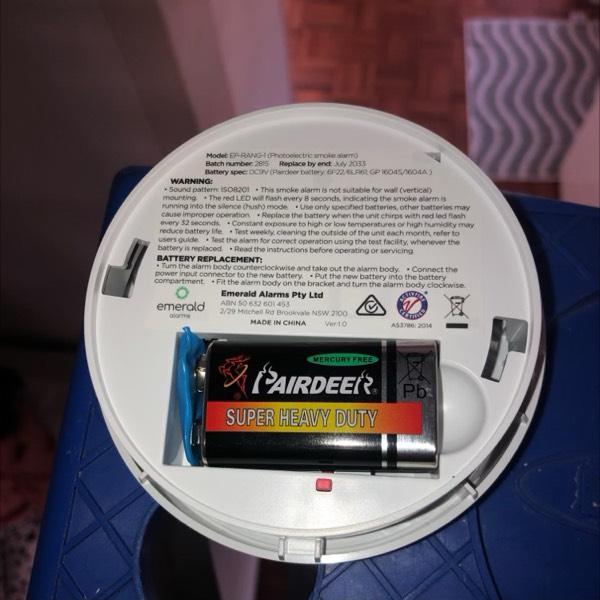 Model: EF-RANG-1 (Photoelectric smoke alarm)
Batch number: 2815 Replace by end: July 2033
Battery spec: DC9V (Pairdeer battery: 6F22/6LR61; GP 1604S/1604A )
WARNING:
• Sound pattern: ISO8201 • This smoke alarm is not suitable for wall (vertical)
mounting. • The red LED will flash every 8 seconds, indicating the smoke alarm is
running into the silence (hush) mode. • Use only specified batteries, other batteries may
cause improper operation. • Replace the battery when the unit chirps with red led flash
every 32 seconds. • Constant exposure to high or low temperatures or high humidity may
reduce battery life. • Test weekly, cleaning the outside of the unit each month, refer to
users guide. • Test the alarm for correct operation using the test facility, whenever the
battery is replaced. • Read the instructions before operating or servicing.
BATTERY REPLACEMENT:
• Turn the alarm body counterclockwise and take out the alarm body. • Connect the
power input connector to the new battery. • Put the new battery into the battery
compartment. • Fit the alarm body on the bracket and turn the alarm body clockwise.
emerald
alarms
Emerald Alarms Pty Ltd
ABN 50 632 601 453
2/29 Mitchell Rd Brookvale NSW 2100
MADE IN CHINA Ver:1.0
ACTIVFIRE
CERTIFIED
AS3786: 2014
MERCURY FREE
PAIRDEER®
SUPER HEAVY DUTY
Pb